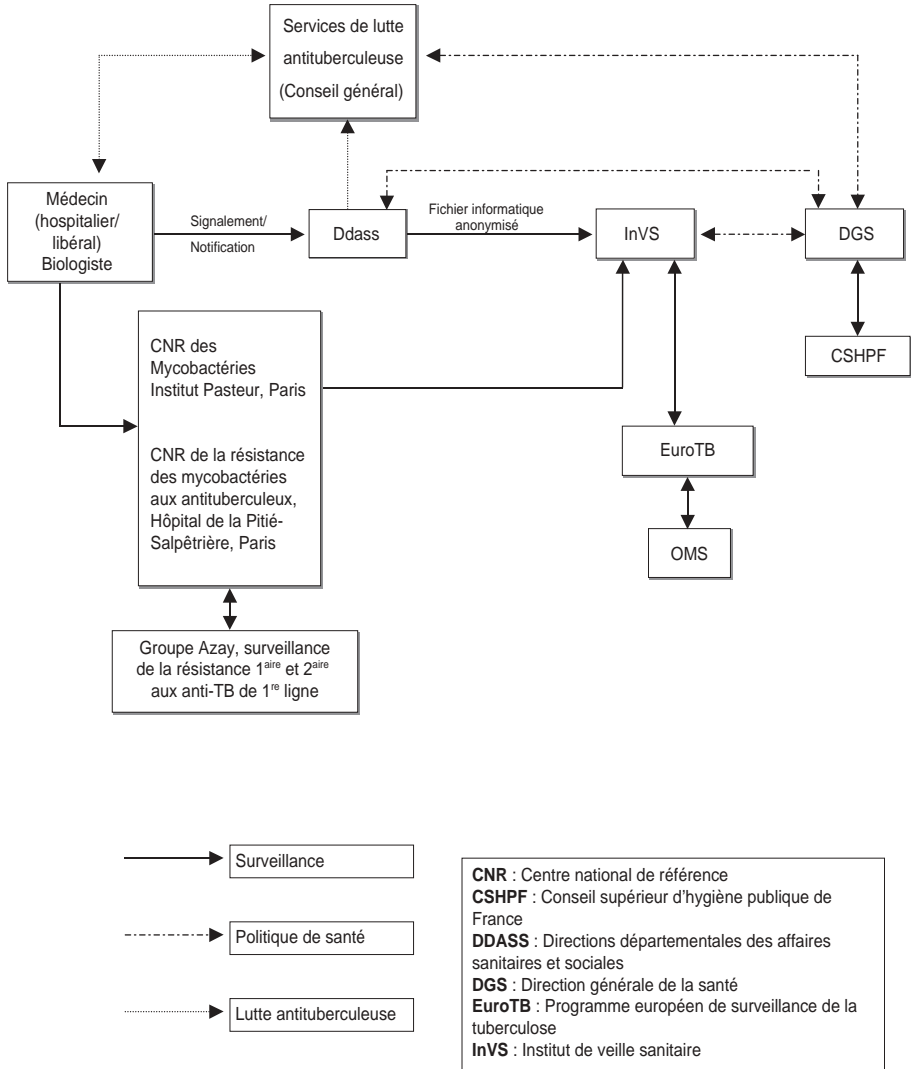 Services de lutte
antituberculeuse
(Conseil général)
Médecin
(hospitalier/
libéral)
Biologiste
Signalement/
Notification
Ddass
Fichier informatique
anonymisé
InVS
DGS
CSHPF
CNR des
Mycobactéries
Institut Pasteur, Paris
CNR de la résistance
des mycobactéries
aux antituberculeux,
Hôpital de la Pitié-
Salpêtrière, Paris
EuroTB
OMS
Groupe Azay, surveillance
de la résistance 1aire et 2aire
aux anti-TB de 1re ligne
Surveillance
Politique de santé
Lutte antituberculeuse
CNR : Centre national de référence
CSHPF : Conseil supérieur d'hygiène publique de
France
DDASS : Directions départementales des affaires
sanitaires et sociales
DGS : Direction générale de la santé
EuroTB : Programme européen de surveillance de la
tuberculose
InVS : Institut de veille sanitaire